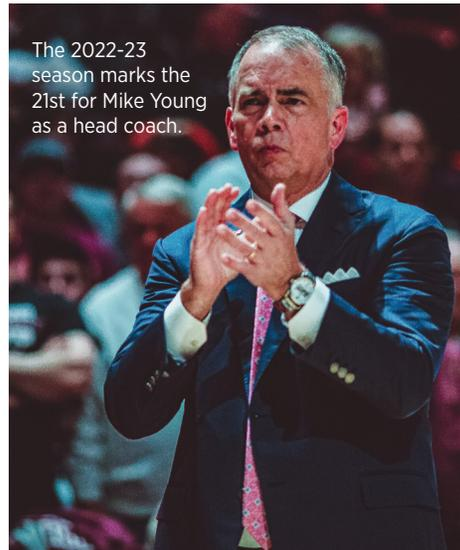 The 2022-23
season marks the
21st for Mike Young
as a head coach.